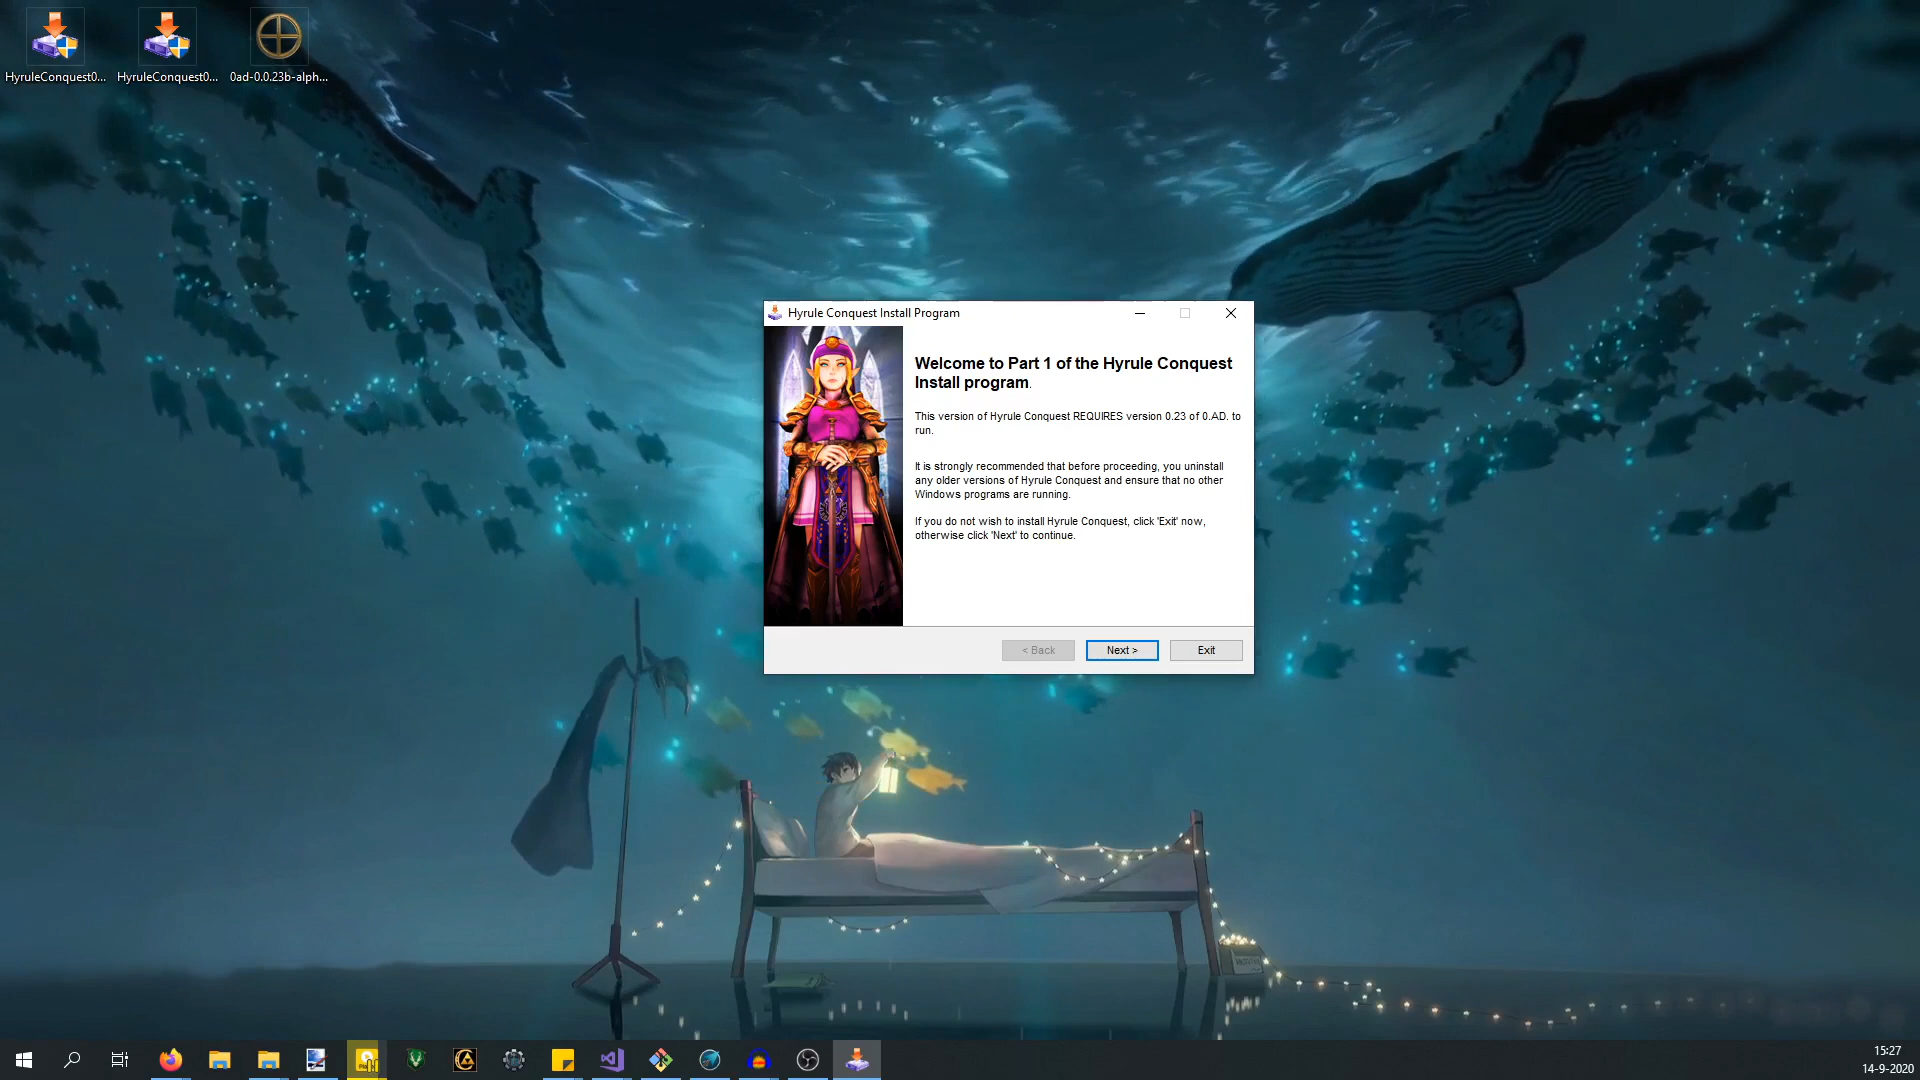 HyruleConquest0...
HyruleConquest0...
0ad-0.0.23b-alph...
Hyrule Conquest Install Program
Welcome to Part 1 of the Hyrule Conquest
Install program.
This version of Hyrule Conquest REQUIRES version 0.23 of 0.AD. to
run.
It is strongly recommended that before proceeding, you uninstall
any older versions of Hyrule Conquest and ensure that no other
Windows programs are running.
If you do not wish to install Hyrule Conquest, click 'Exit' now,
otherwise click 'Next' to continue.
< Back
Next >
Exit
15:27
14-9-2020